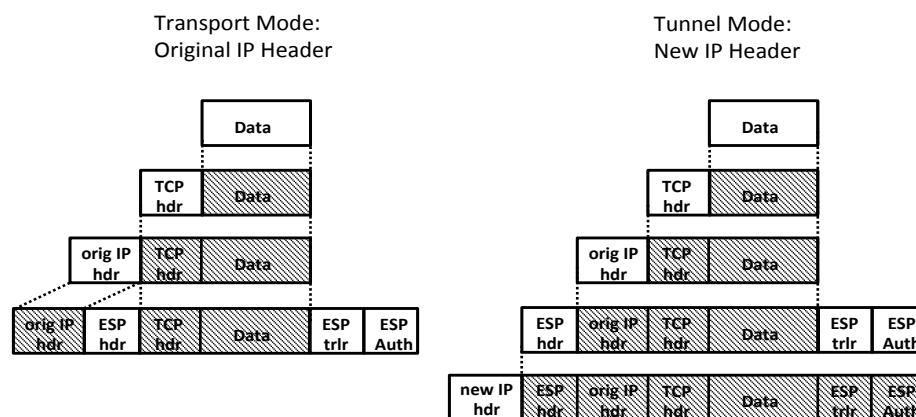 Transport Mode:
Original IP Header
Data
TCP
hdr
Data
orig IP
hdr
TCP
hdr
Data
orig IP
hdr
ESP
hdr
TCP
hdr
Data
ESP
trlr
ESP
Auth
Tunnel Mode:
New IP Header
Data
TCP
hdr
Data
orig IP
hdr
TCP
hdr
Data
ESP
hdr
orig IP
hdr
TCP
hdr
Data
ESP
trlr
ESP
Auth
new IP
hdr
ESP
hdr
orig IP
hdr
TCP
hdr
Data
ESP
trlr
ESP
Auth